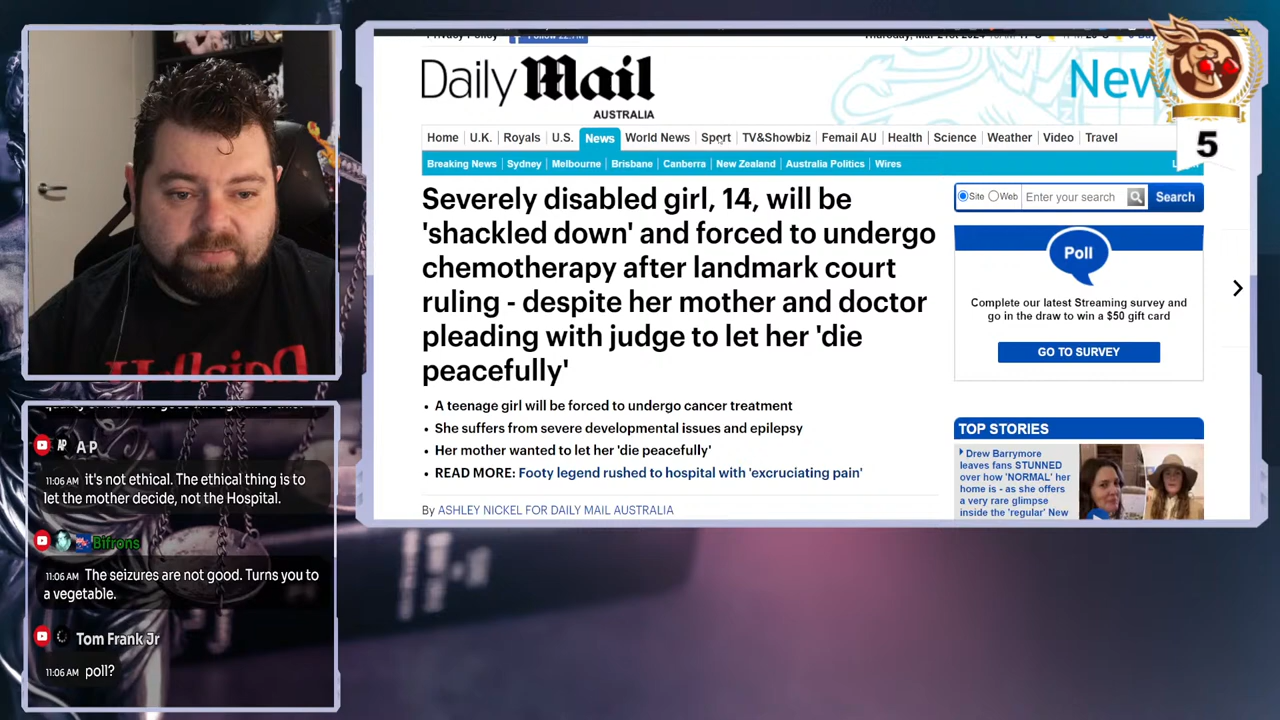 Privacy Policy
Daily Mail
AUSTRALIA
New
5
Home U.K. Royals U.S. News World News Sport TV&Showbiz Femail AU Health Science Weather Video Travel
Breaking News Sydney Melbourne Brisbane Canberra New Zealand Australia Politics Wires
Severely disabled girl, 14, will be
'shackled down' and forced to undergo
chemotherapy after landmark court
ruling - despite her mother and doctor
pleading with judge to let her 'die
peacefully'
• A teenage girl will be forced to undergo cancer treatment
• She suffers from severe developmental issues and epilepsy
• Her mother wanted to let her 'die peacefully'
• READ MORE: Footy legend rushed to hospital with 'excruciating pain'
By ASHLEY NICKEL FOR DAILY MAIL AUSTRALIA
Site Web Enter your search Search
Poll
Complete our latest Streaming survey and
go in the draw to win a $50 gift card
GO TO SURVEY
TOP STORIES
Drew Barrymore
leaves fans STUNNED
over how 'NORMAL' her
home is - as she offers
a very rare glimpse
inside the 'regular' New
AP A P
11:06 AM it's not ethical. The ethical thing is to
let the mother decide, not the Hospital.
Bifrons
11:06 AM The seizures are not good. Turns you to
a vegetable.
Tom Frank Jr
11:06 AM poll?